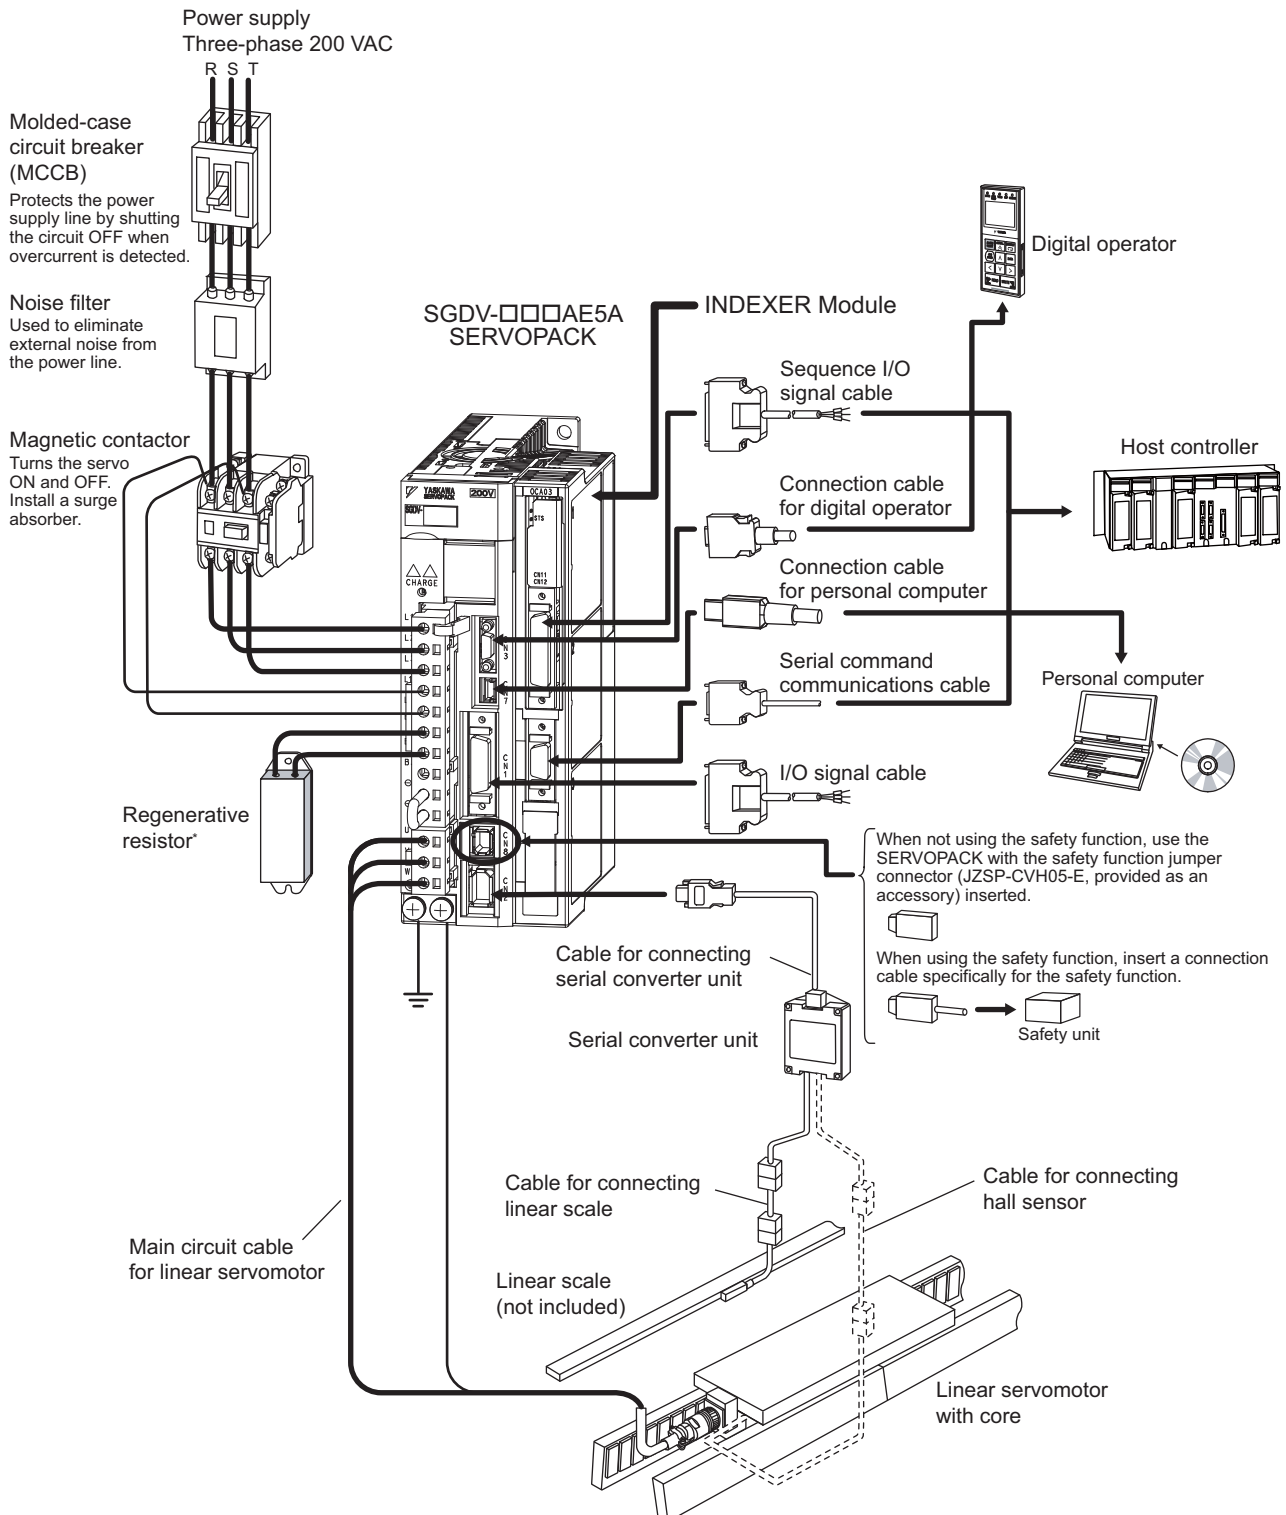 Power supply
Three-phase 200 VAC
R S T
Molded-case
circuit breaker
(MCCB)
Protects the power
supply line by shutting
the circuit OFF when
overcurrent is detected.
Noise filter
Used to eliminate
external noise from
the power line.
Magnetic contactor
Turns the servo
ON and OFF.
Install a surge
absorber.
SGDV-□□□AE5A
SERVOPACK
INDEXER Module
Digital operator
Sequence I/O
signal cable
Host controller
Connection cable
for digital operator
Connection cable
for personal computer
Serial command
communications cable
Personal computer
I/O signal cable
YASKAWA
SERVOPACK
200V
SGDV-
OCA03
STS
CN11
CN12
CHARGE
CN1
Regenerative
resistor*
When not using the safety function, use the
SERVOPACK with the safety function jumper
connector (JZSP-CVH05-E, provided as an
accessory) inserted.
When using the safety function, insert a connection
cable specifically for the safety function.
Safety unit
Cable for connecting
serial converter unit
Serial converter unit
Cable for connecting
linear scale
Cable for connecting
hall sensor
Main circuit cable
for linear servomotor
Linear scale
(not included)
Linear servomotor
with core